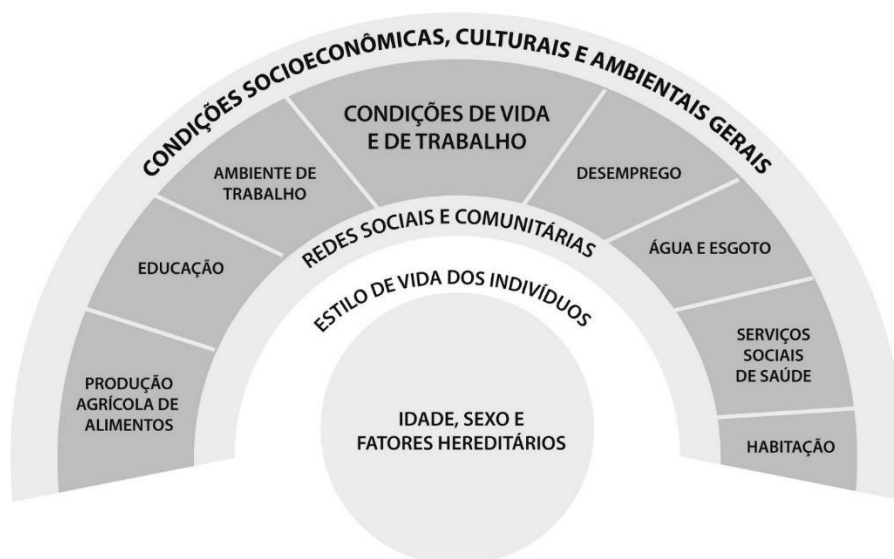 CONDIÇÕES SOCIOECONÔMICAS, CULTURAIS E AMBIENTAIS GERAIS
CONDIÇÕES DE VIDA
E DE TRABALHO
AMBIENTE DE
TRABALHO
DESEMPREGO
EDUCAÇÃO
ÁGUA E ESGOTO
PRODUÇÃO
AGRÍCOLA DE
ALIMENTOS
SERVIÇOS
SOCIAIS
DE SAÚDE
HABITAÇÃO
REDES SOCIAIS E COMUNITÁRIAS
ESTILO DE VIDA DOS INDIVÍDUOS
IDADE, SEXO E
FATORES HEREDITÁRIOS